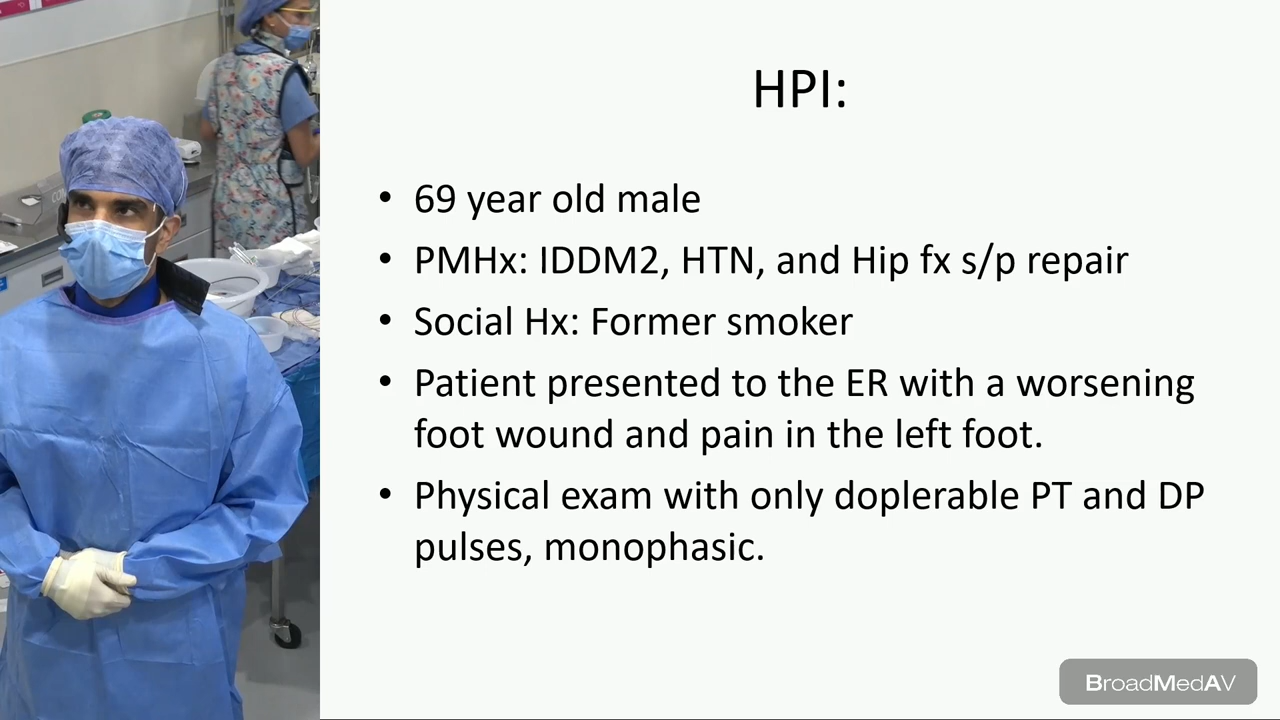 HPI:
• 69 year old male
• PMHx: IDDM2, HTN, and Hip fx s/p repair
• Social Hx: Former smoker
• Patient presented to the ER with a worsening
foot wound and pain in the left foot.
• Physical exam with only doplerable PT and DP
pulses, monophasic.
BroadMedAV